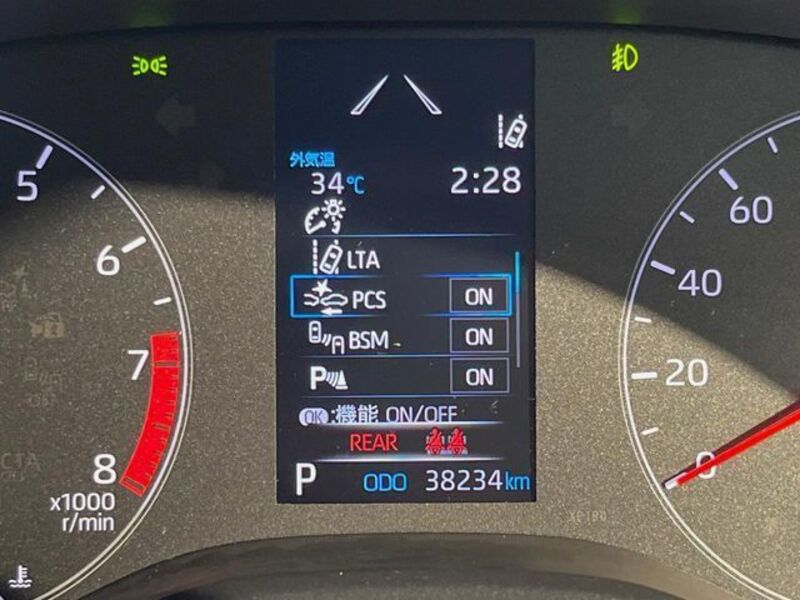 外気温
34℃
2:28
LTA
PCS ON
BSM ON
P ON
OK:機能 ON/OFF
REAR
P ODO 38234km
5
6
7
8
x1000
r/min
60
40
20
0